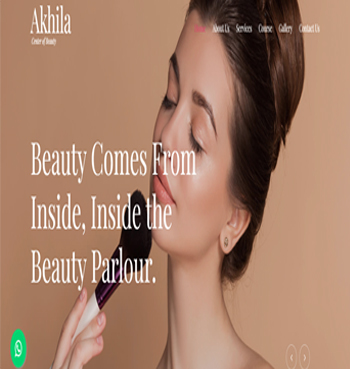 Akhila
Center of Beauty
Home About Us Services Course Gallery Contact Us
Beauty Comes From
Inside, Inside the
Beauty Parlour.